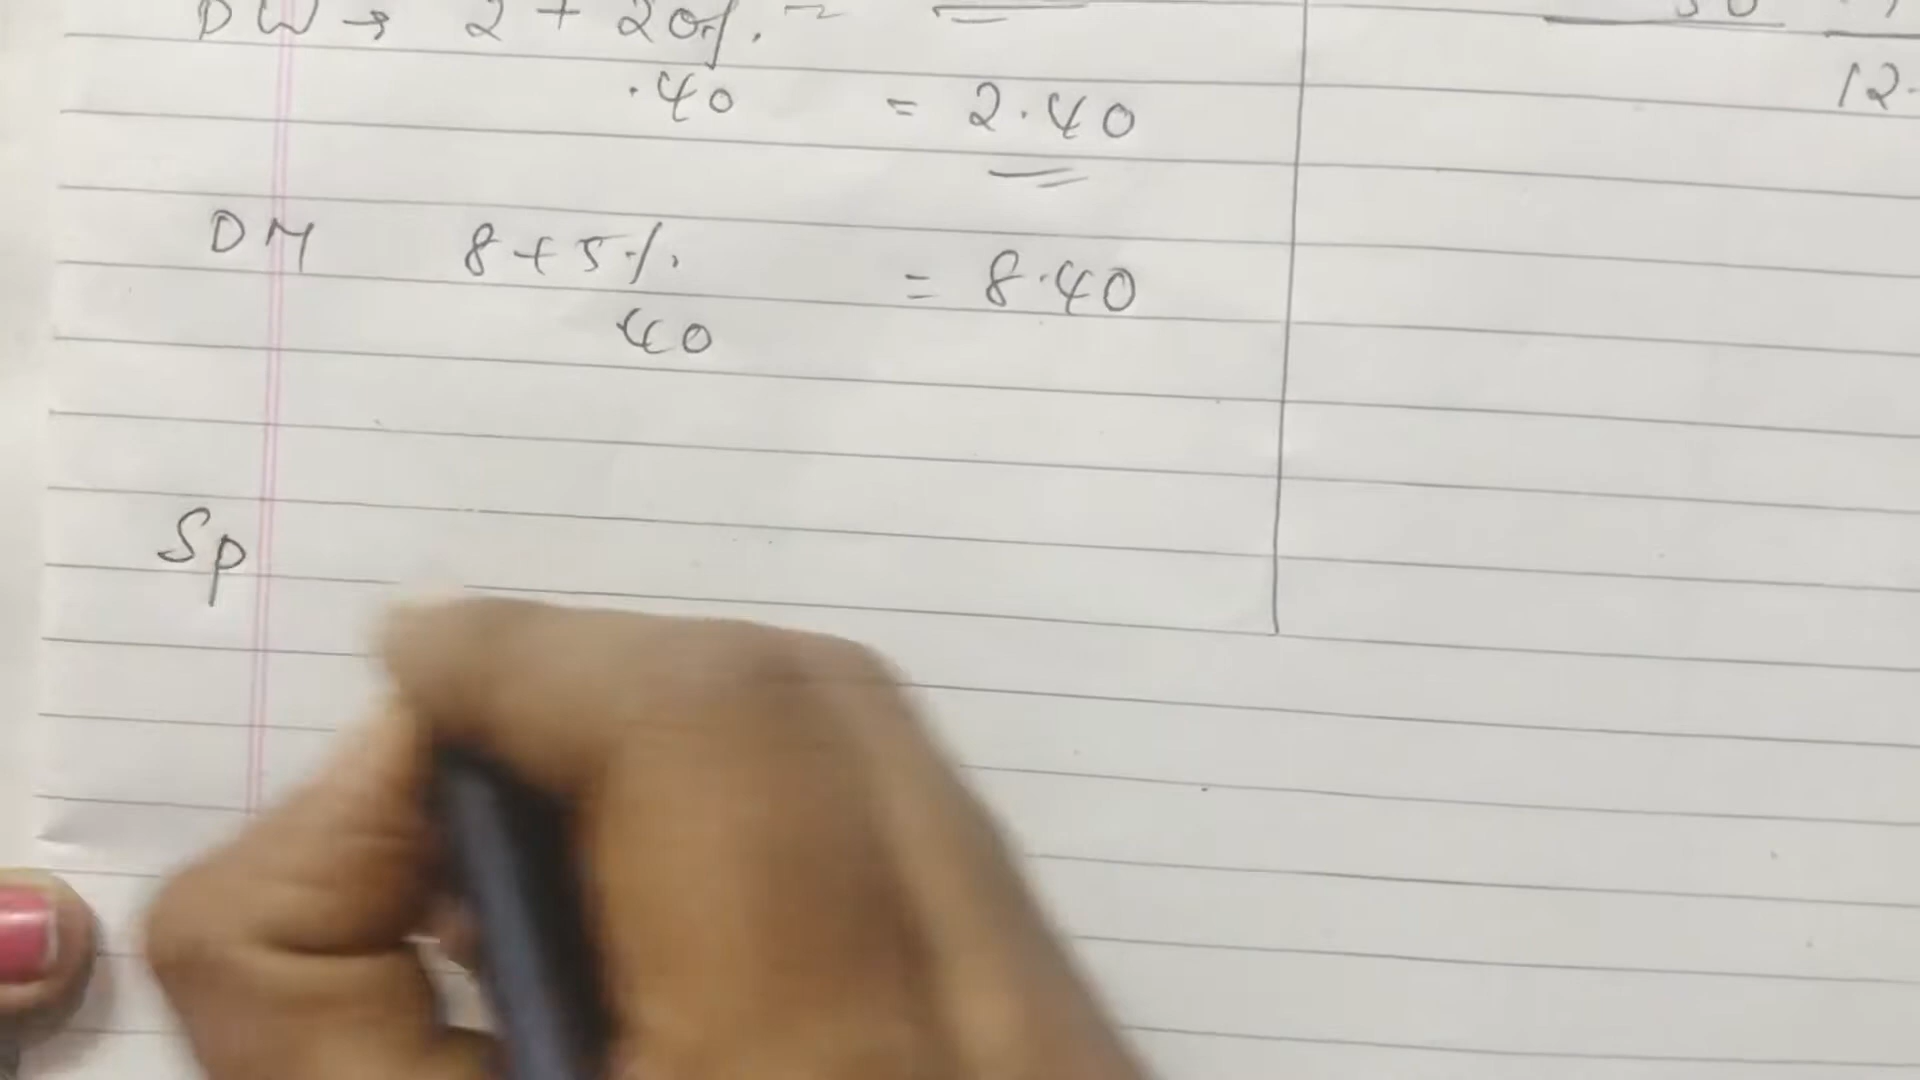 DW → 2 + 20%.
.40 = 2.40
DM 8 + 5%. = 8.40
40
Sp
12.